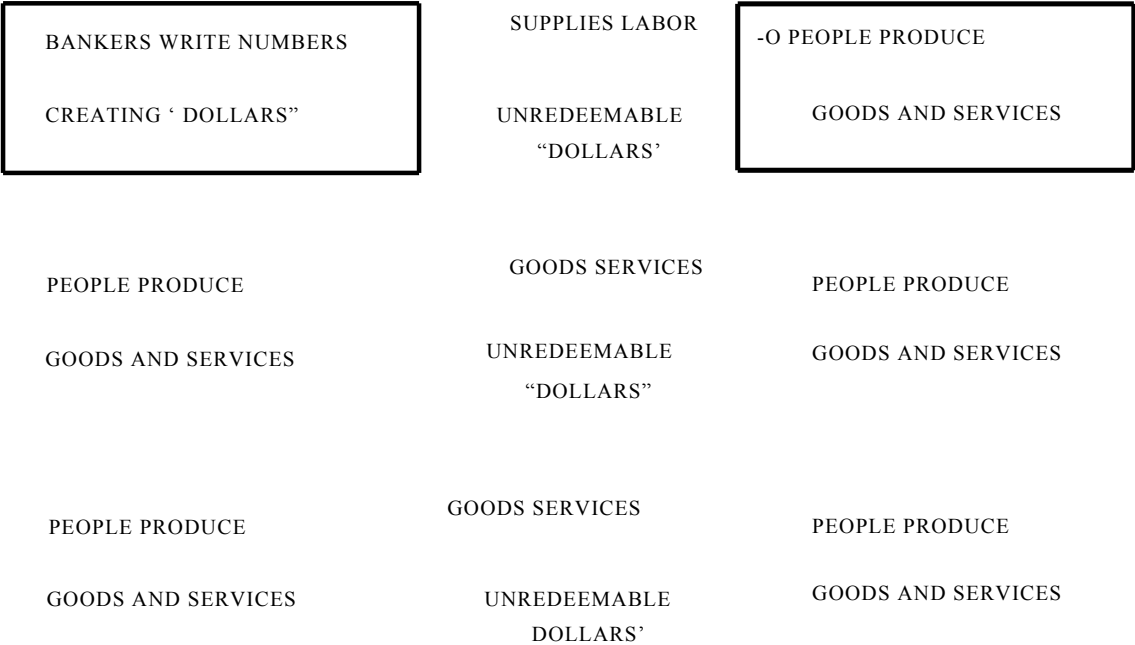 BANKERS WRITE NUMBERS
CREATING ‘ DOLLARS”
SUPPLIES LABOR
UNREDEEMABLE
“DOLLARS’
-O PEOPLE PRODUCE
GOODS AND SERVICES
PEOPLE PRODUCE
GOODS AND SERVICES
GOODS SERVICES
UNREDEEMABLE
“DOLLARS”
PEOPLE PRODUCE
GOODS AND SERVICES
PEOPLE PRODUCE
GOODS AND SERVICES
GOODS SERVICES
UNREDEEMABLE
DOLLARS’
PEOPLE PRODUCE
GOODS AND SERVICES